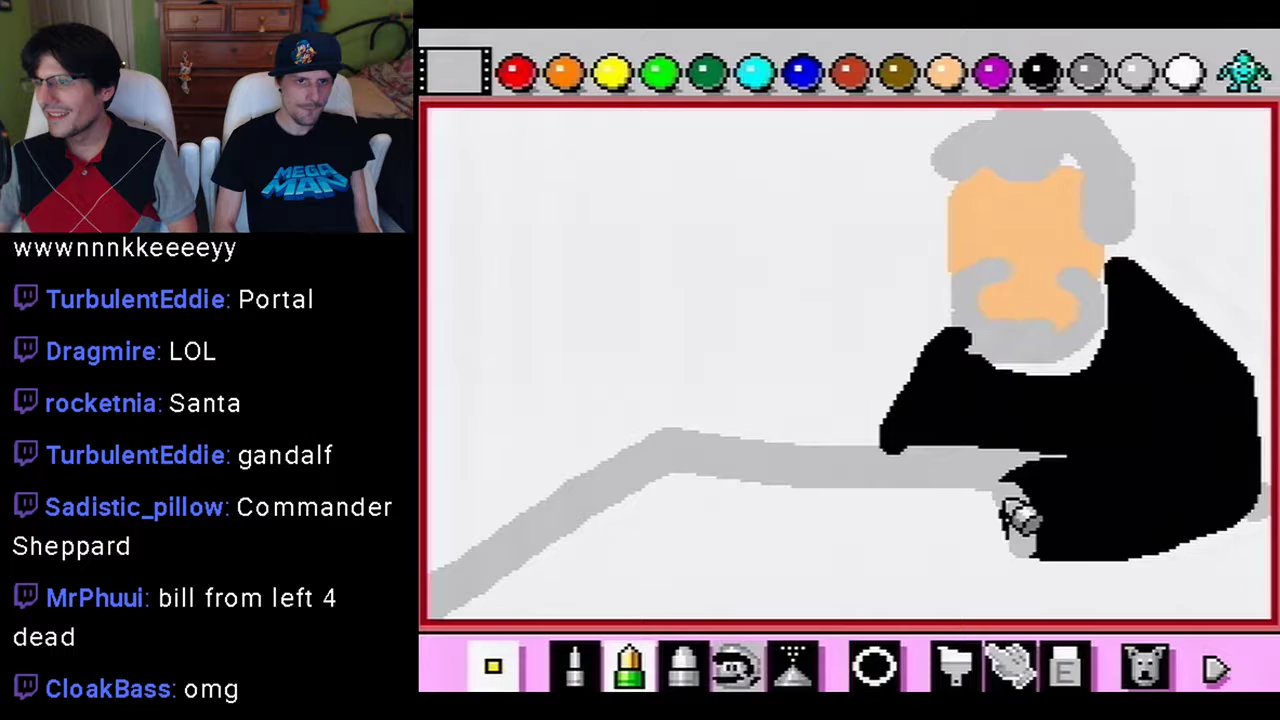 MEGA
MAN
wwwnnnkkeeeeyy
TurbulentEddie: Portal
Dragmire: LOL
rocketnia: Santa
TurbulentEddie: gandalf
Sadistic_pillow: Commander
Sheppard
MrPhuui: bill from left 4
dead
CloakBass: omg
E